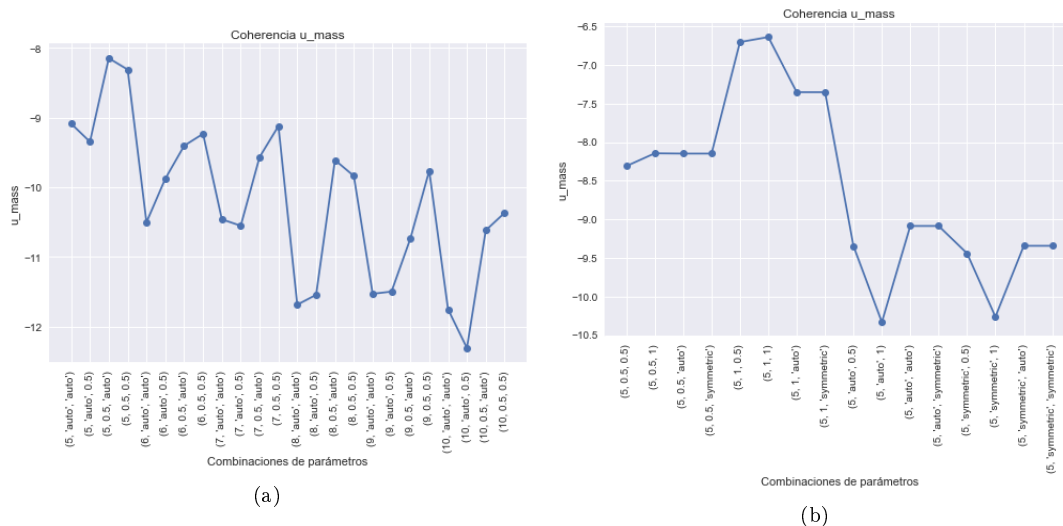 Coherencia u_mass
−8
−9
−10
−11
−12
u_mass
(5, 'auto', 'auto')
(5, 'auto', 0.5)
(5, 0.5, 'auto')
(5, 0.5, 0.5)
(6, 'auto', 'auto')
(6, 'auto', 0.5)
(6, 0.5, 'auto')
(6, 0.5, 0.5)
(7, 'auto', 'auto')
(7, 'auto', 0.5)
(7, 0.5, 'auto')
(7, 0.5, 0.5)
(8, 'auto', 'auto')
(8, 'auto', 0.5)
(8, 0.5, 'auto')
(8, 0.5, 0.5)
(9, 'auto', 'auto')
(9, 'auto', 0.5)
(9, 0.5, 'auto')
(9, 0.5, 0.5)
(10, 'auto', 'auto')
(10, 'auto', 0.5)
(10, 0.5, 'auto')
(10, 0.5, 0.5)
Combinaciones de parámetros
(a)
Coherencia u_mass
−6.5
−7.0
−7.5
−8.0
−8.5
−9.0
−9.5
−10.0
−10.5
u_mass
(5, 0.5, 0.5)
(5, 0.5, 1)
(5, 0.5, 'auto')
(5, 0.5, 'symmetric')
(5, 1, 0.5)
(5, 1, 1)
(5, 1, 'auto')
(5, 1, 'symmetric')
(5, 'auto', 0.5)
(5, 'auto', 1)
(5, 'auto', 'auto')
(5, 'auto', 'symmetric')
(5, 'symmetric', 0.5)
(5, 'symmetric', 1)
(5, 'symmetric', 'auto')
(5, 'symmetric', 'symmetric')
Combinaciones de parámetros
(b)